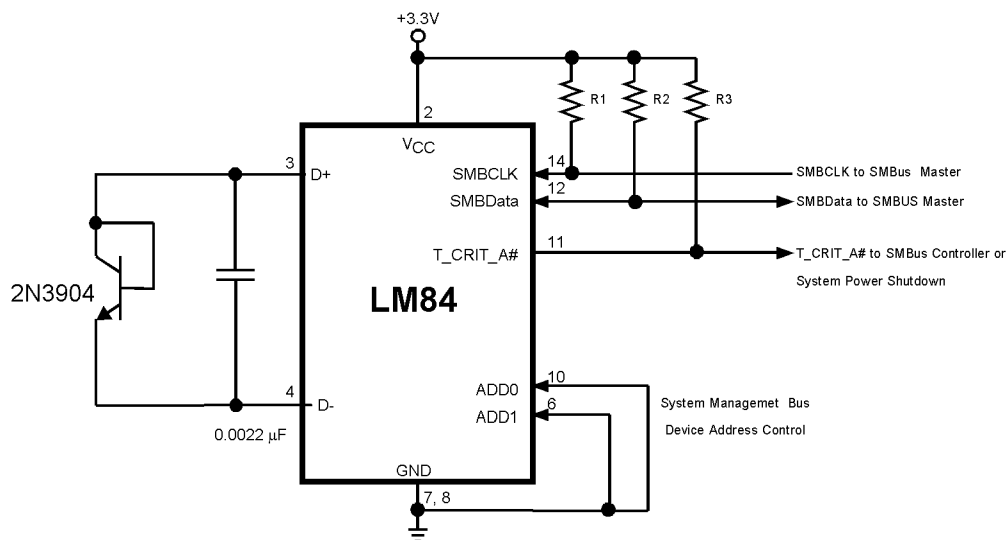 +3.3V
R1
R2
R3
2
VCC
3
D+
SMBCLK
14
SMBCLK to SMBus Master
SMBData
12
SMBData to SMBUS Master
T_CRIT_A#
11
T_CRIT_A# to SMBus Controller or
System Power Shutdown
2N3904
LM84
4
D-
0.0022 µF
ADD0
10
ADD1
6
System Managemet Bus
Device Address Control
GND
7, 8